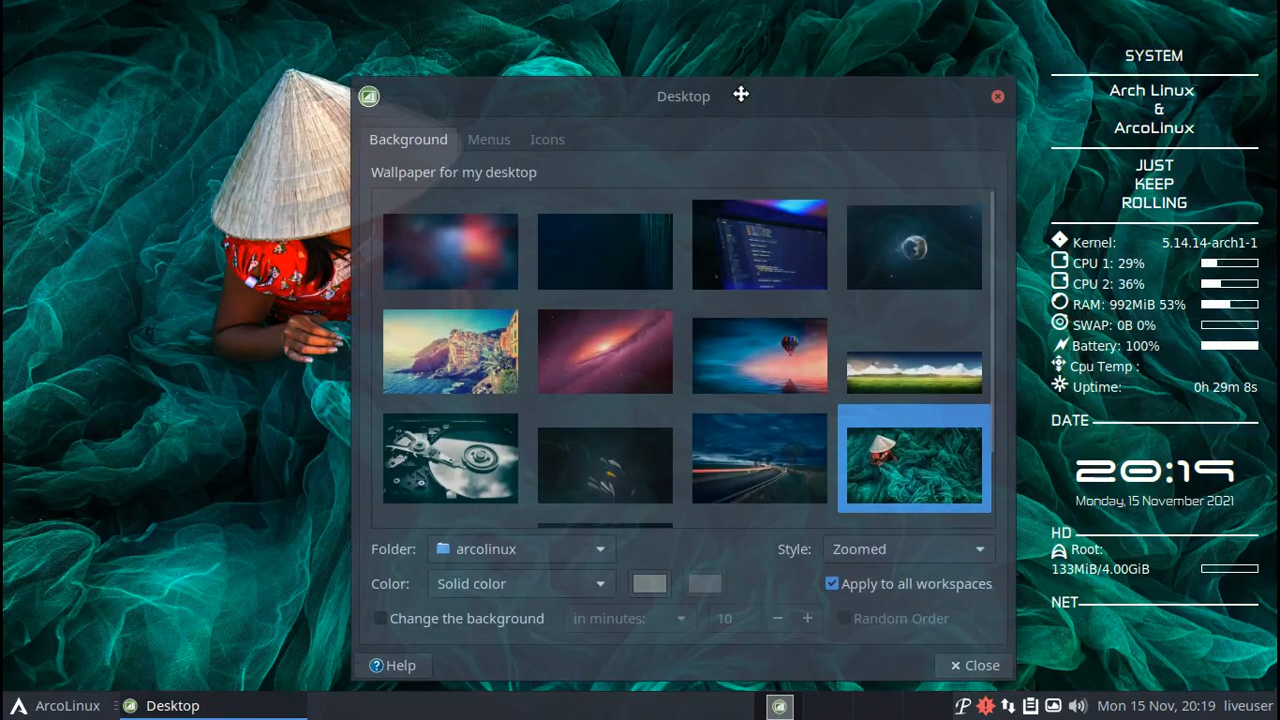 Desktop
Background Menus Icons
Wallpaper for my desktop
Folder: arcolinux Style: Zoomed
Color: Solid color Apply to all workspaces
Change the background in minutes: 10 Random Order
Help Close
SYSTEM
Arch Linux
&
ArcoLinux
JUST
KEEP
ROLLING
Kernel: 5.14.14-arch1-1
CPU 1: 29%
CPU 2: 36%
RAM: 992MiB 53%
SWAP: 0B 0%
Battery: 100%
Cpu Temp :
Uptime: 0h 29m 8s
DATE
20:19
Monday, 15 November 2021
HD
Root:
133MiB/4.00GiB
NET
ArcoLinux Desktop Mon 15 Nov, 20:19 liveuser